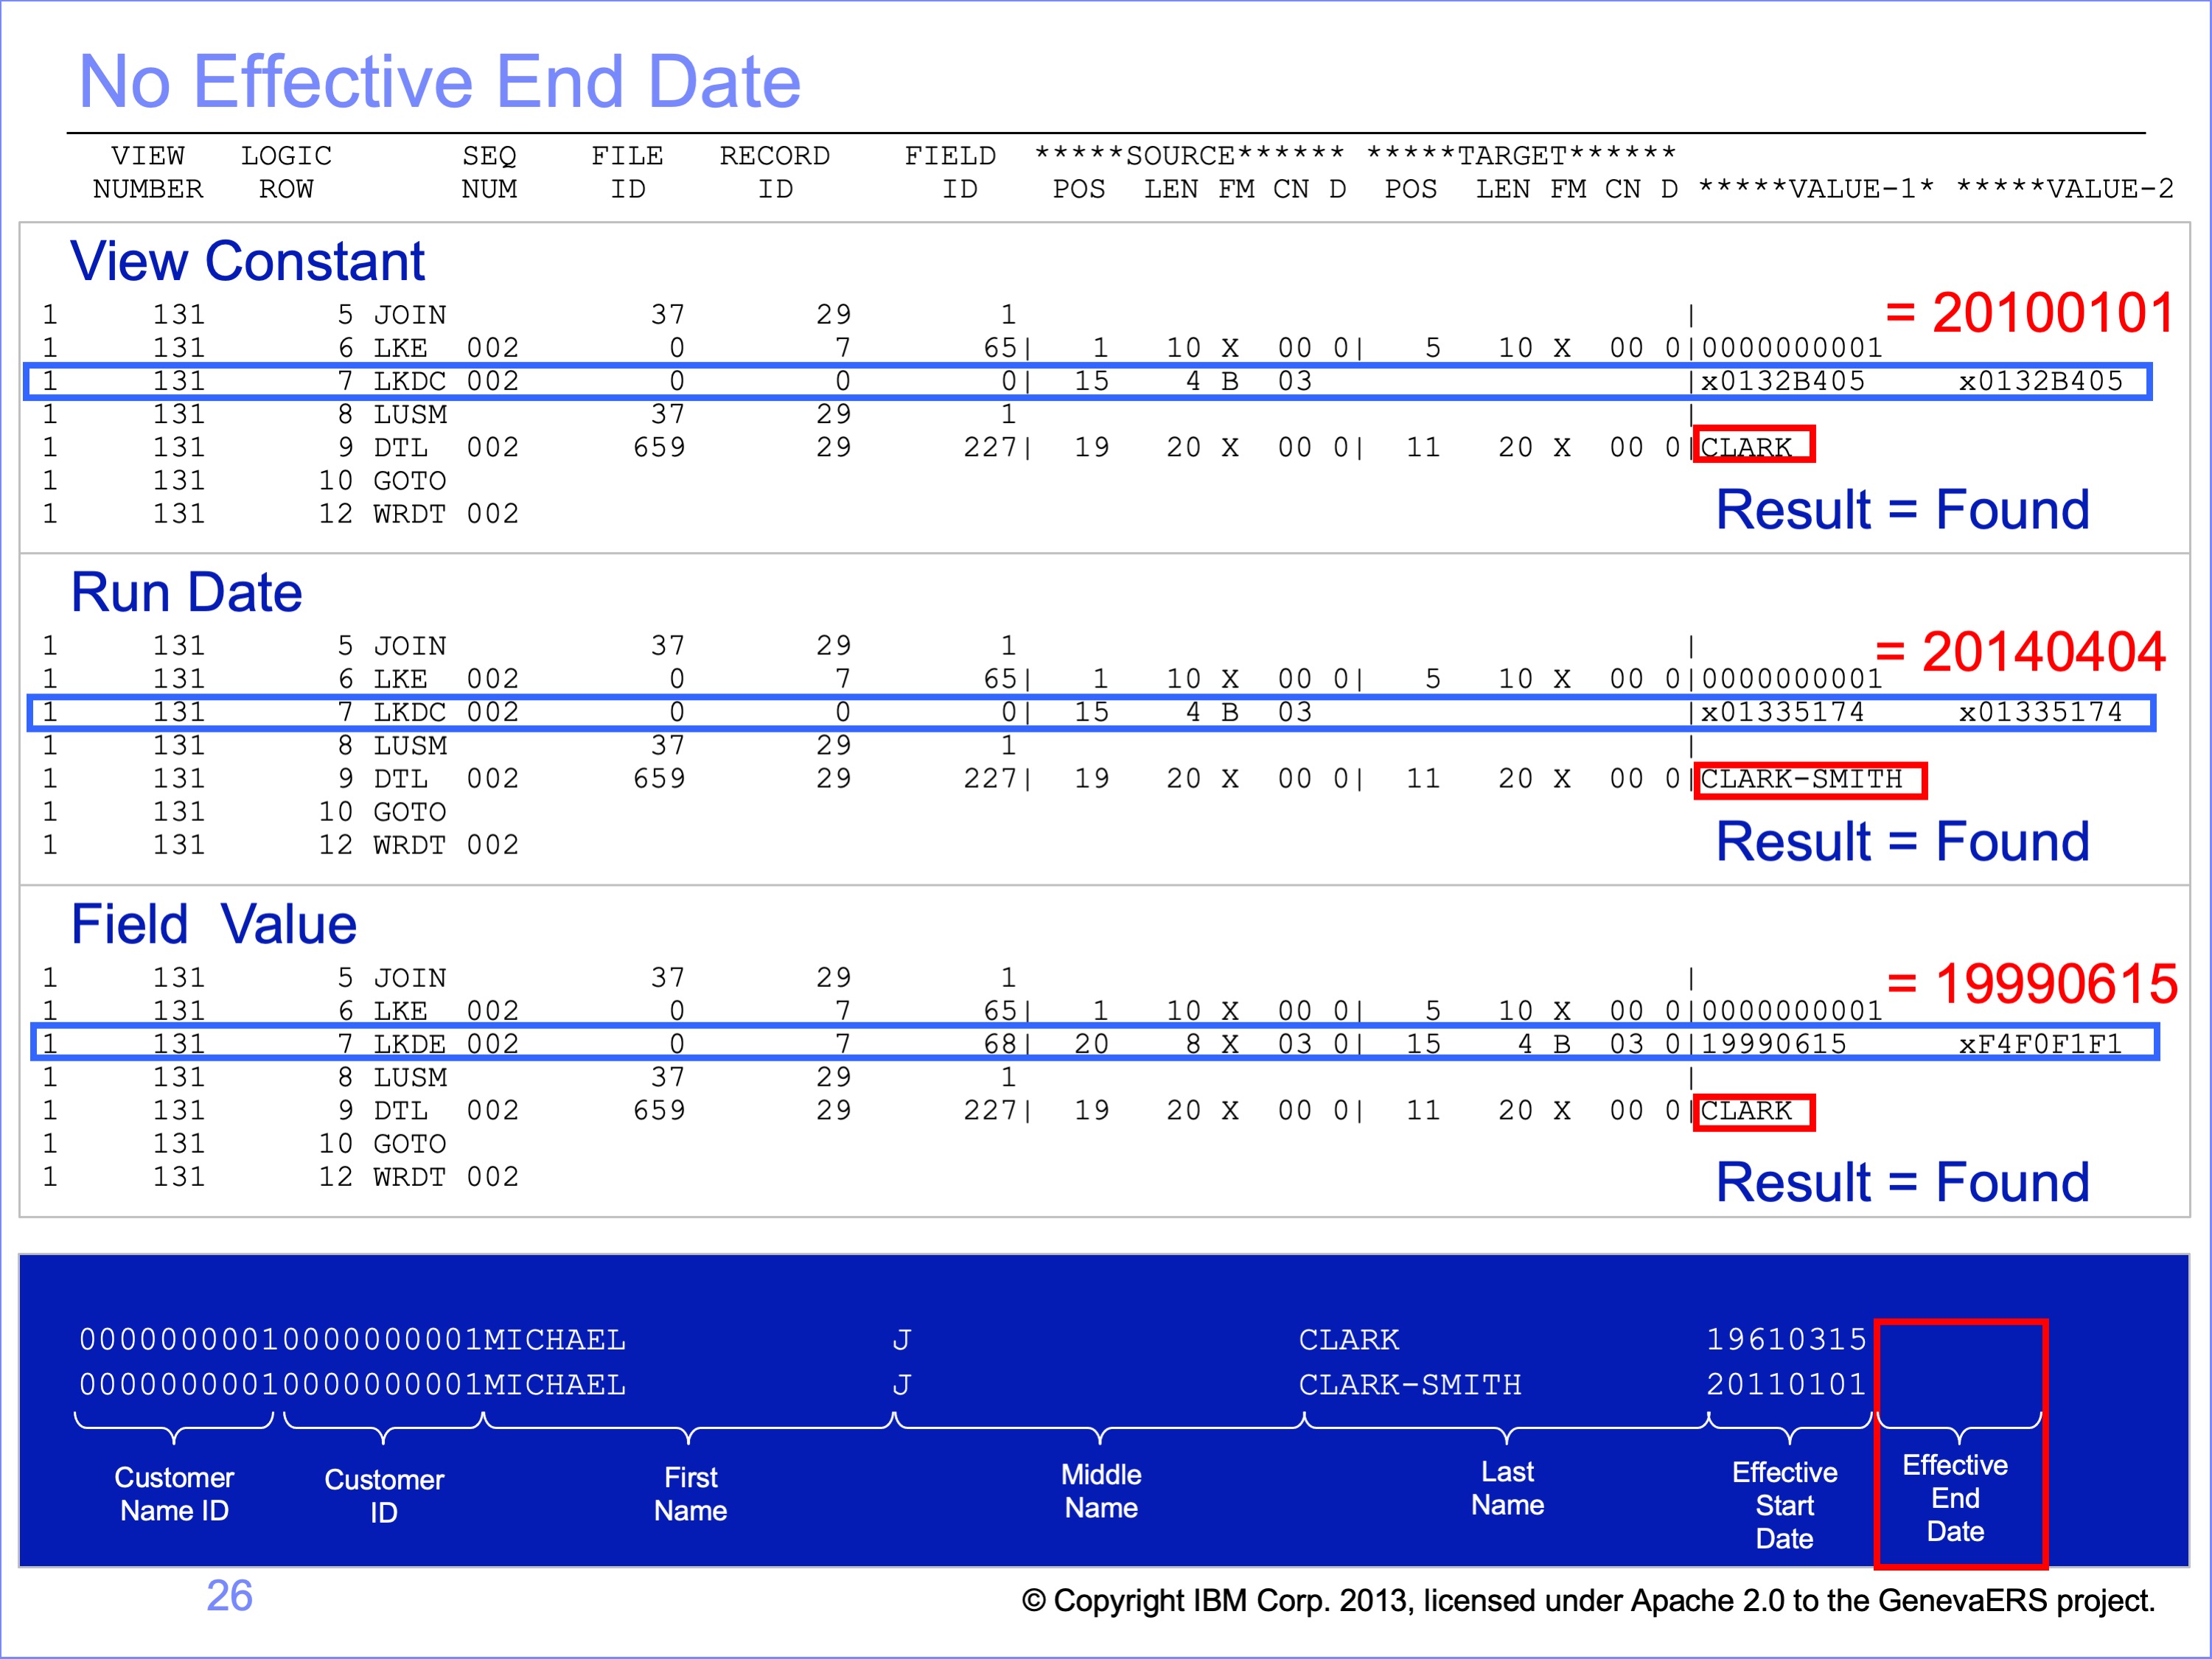 No Effective End Date
VIEW LOGIC SEQ FILE RECORD FIELD *****SOURCE****** *****TARGET******
NUMBER ROW NUM ID ID ID POS LEN FM CN D POS LEN FM CN D *****VALUE-1* *****VALUE-2
View Constant
= 20100101
1 131 5 JOIN 37 29 1 |
1 131 6 LKE 002 0 7 65| 1 10 X 00 0| 5 10 X 00 0|0000000001
1 131 7 LKDC 002 0 0 0| 15 4 B 03 |x0132B405 x0132B405
1 131 8 LUSM 37 29 1 |
1 131 9 DTL 002 659 29 227| 19 20 X 00 0| 11 20 X 00 0|CLARK
1 131 10 GOTO
1 131 12 WRDT 002
Result = Found
Run Date
= 20140404
1 131 5 JOIN 37 29 1 |
1 131 6 LKE 002 0 7 65| 1 10 X 00 0| 5 10 X 00 0|0000000001
1 131 7 LKDC 002 0 0 0| 15 4 B 03 |x01335174 x01335174
1 131 8 LUSM 37 29 1 |
1 131 9 DTL 002 659 29 227| 19 20 X 00 0| 11 20 X 00 0|CLARK-SMITH
1 131 10 GOTO
1 131 12 WRDT 002
Result = Found
Field Value
= 19990615
1 131 5 JOIN 37 29 1 |
1 131 6 LKE 002 0 7 65| 1 10 X 00 0| 5 10 X 00 0|0000000001
1 131 7 LKDE 002 0 7 68| 20 8 X 03 0| 15 4 B 03 0|19990615 xF4F0F1F1
1 131 8 LUSM 37 29 1 |
1 131 9 DTL 002 659 29 227| 19 20 X 00 0| 11 20 X 00 0|CLARK
1 131 10 GOTO
1 131 12 WRDT 002
Result = Found
00000000010000000001MICHAEL J CLARK 19610315
00000000010000000001MICHAEL J CLARK-SMITH 20110101
Customer Name ID
Customer ID
First Name
Middle Name
Last Name
Effective Start Date
Effective End Date
26
© Copyright IBM Corp. 2013, licensed under Apache 2.0 to the GenevaERS project.